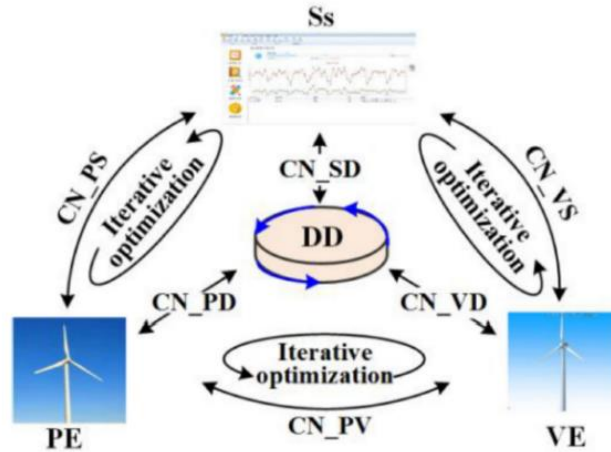 Ss
CN_PS
Iterative
optimization
CN_SD
Iterative
optimization
CN_VS
DD
CN_PD
CN_VD
Iterative
optimization
CN_PV
PE
VE